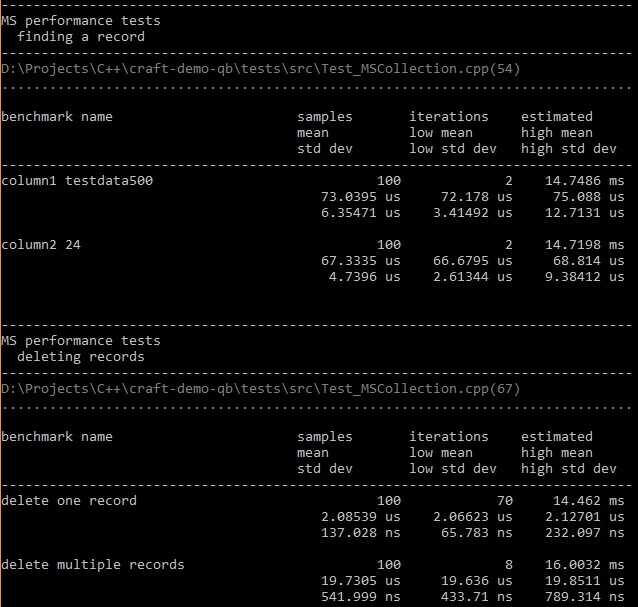 -------------------------------------------------------------------------------
MS performance tests
  finding a record
-------------------------------------------------------------------------------
D:\Projects\C++\craft-demo-qb\tests\src\Test_MSCollection.cpp(54)
...............................................................................

benchmark name                       samples       iterations    estimated
                                     mean          low mean      high mean
                                     std dev       low std dev   high std dev
-------------------------------------------------------------------------------
column1 testdata500                            100             2    14.7486 ms
                                        73.0395 us     72.178 us     75.088 us
                                        6.35471 us    3.41492 us    12.7131 us

column2 24                                     100             2    14.7198 ms
                                        67.3335 us    66.6795 us     68.814 us
                                         4.7396 us    2.61344 us    9.38412 us

-------------------------------------------------------------------------------
MS performance tests
  deleting records
-------------------------------------------------------------------------------
D:\Projects\C++\craft-demo-qb\tests\src\Test_MSCollection.cpp(67)
...............................................................................

benchmark name                       samples       iterations    estimated
                                     mean          low mean      high mean
                                     std dev       low std dev   high std dev
-------------------------------------------------------------------------------
delete one record                              100            70     14.462 ms
                                        2.08539 us    2.06623 us    2.12701 us
                                        137.028 ns     65.783 ns    232.097 ns

delete multiple records                        100             8    16.0032 ms
                                        19.7305 us     19.636 us    19.8511 us
                                        541.999 ns     433.71 ns    789.314 ns